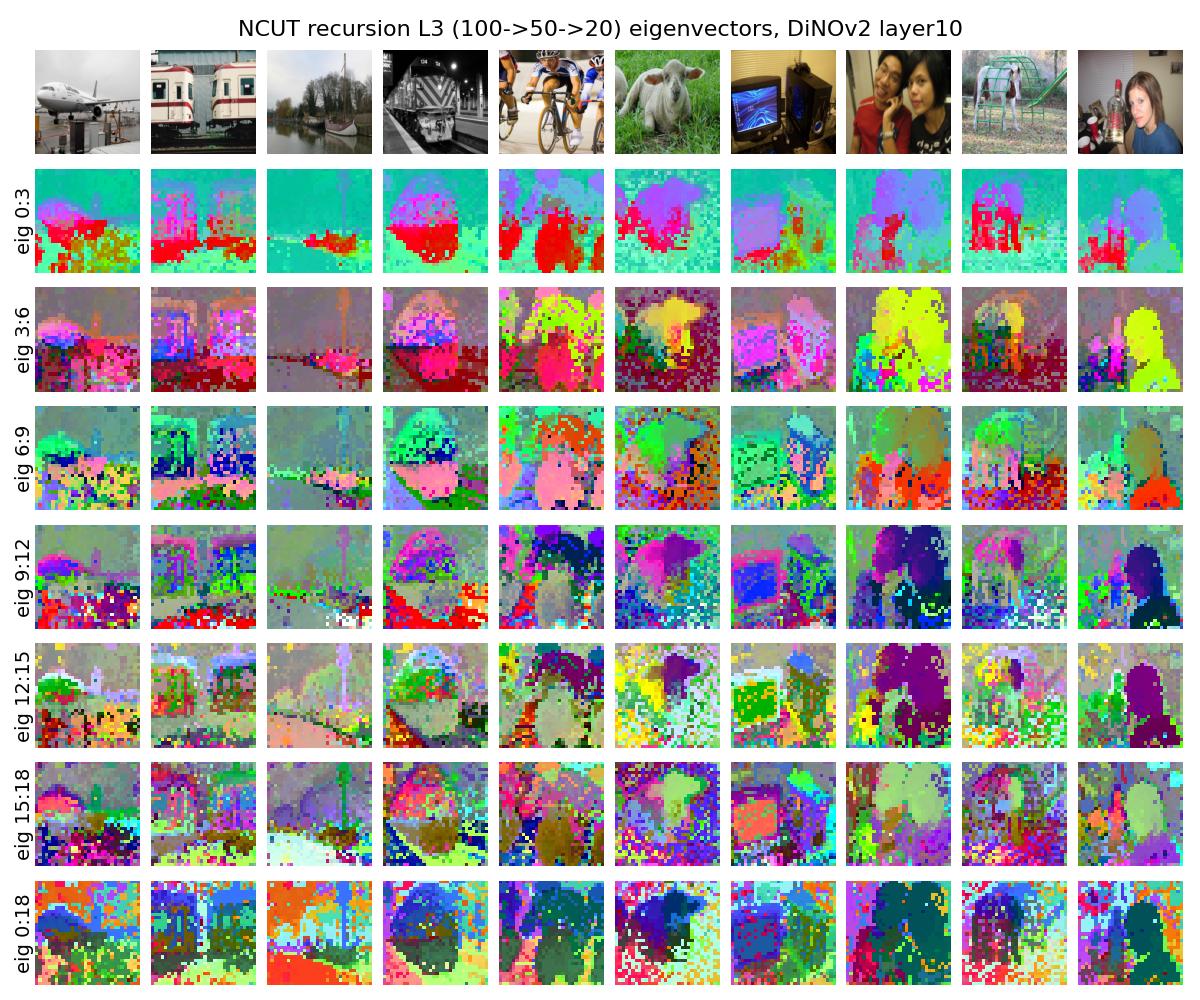 NCUT recursion L3 (100->50->20) eigenvectors, DiNOv2 layer10
eig 0:3
eig 3:6
eig 6:9
eig 9:12
eig 12:15
eig 15:18
eig 0:18